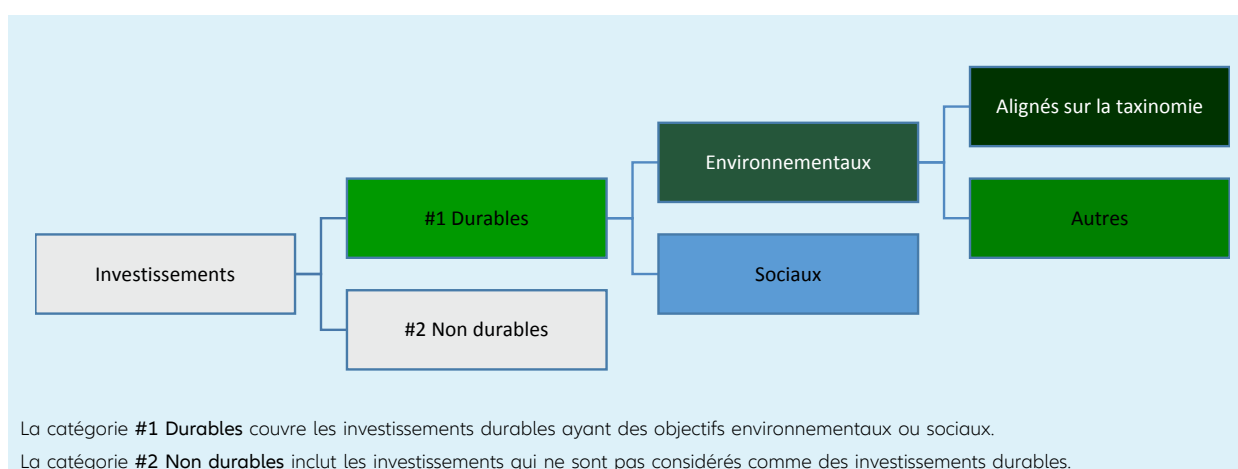 Alignés sur la taxinomie
Environnementaux
#1 Durables
Autres
Investissements
Sociaux
#2 Non durables
La catégorie #1 Durables couvre les investissements durables ayant des objectifs environnementaux ou sociaux.
La catégorie #2 Non durables inclut les investissements qui ne sont pas considérés comme des investissements durables.